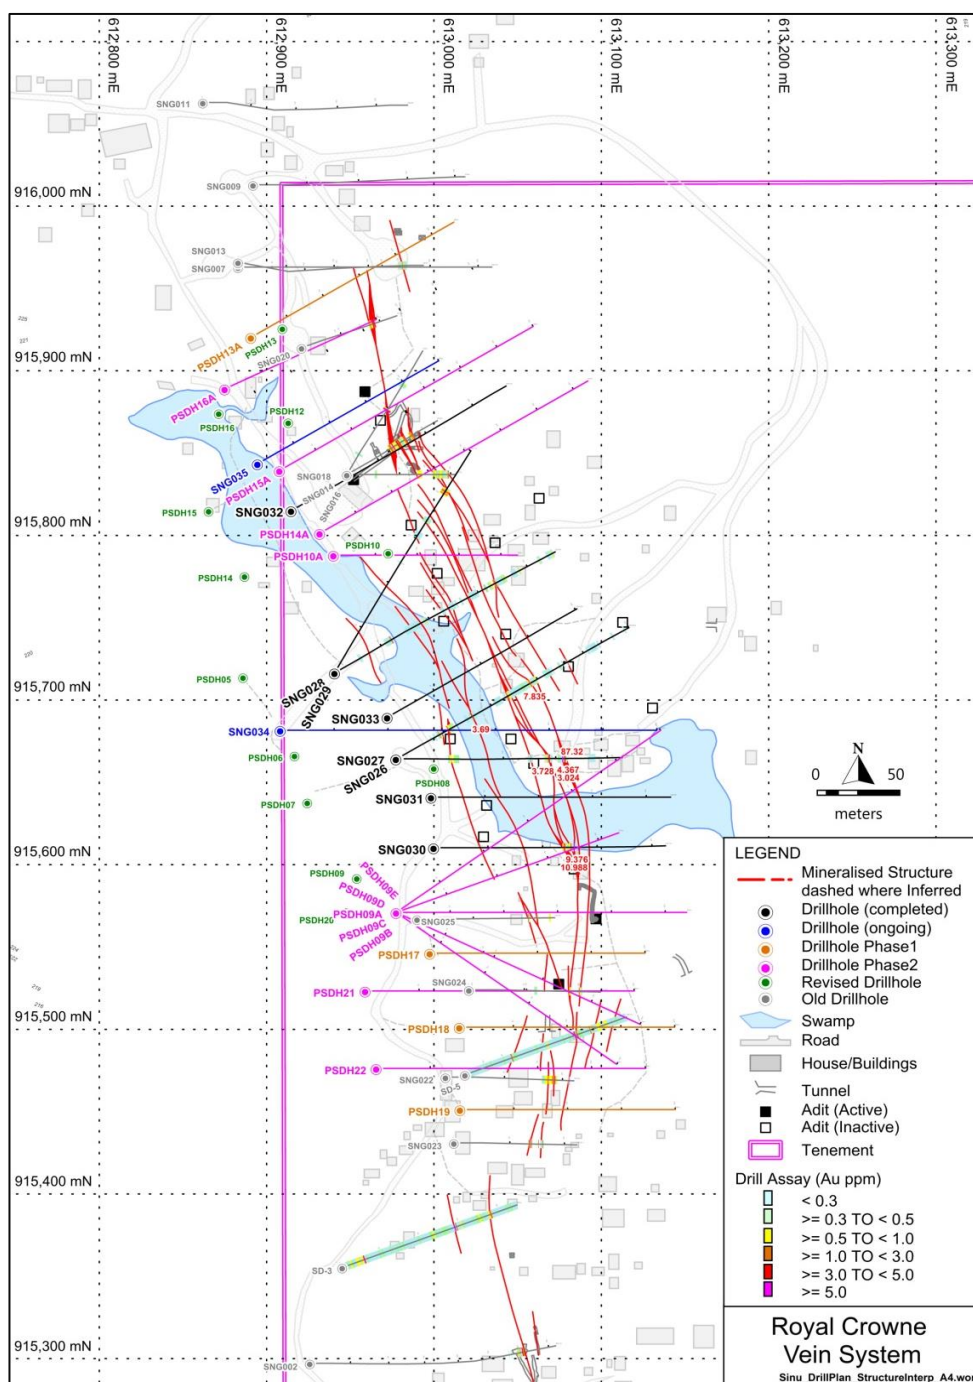 612,800 mE
612,900 mE
613,000 mE
613,100 mE
613,200 mE
613,300 mE
SNG011
SNG009
916,000 mN
SNG013
SNG007
PSDH13A
PSDH13
SNG020
915,900 mN
PSDH16A
PSDH16
PSDH12
SNG035
PSDH15A
SNG018
SNG014
SNG016
PSDH15
SNG032
915,800 mN
PSDH14A
PSDH10
PSDH10A
PSDH14
PSDH05
SNG028
SNG029
915,700 mN
7.835
SNG033
SNG034
3.69
PSDH06
SNG027
SNG026
87.32
3.728
4.367
3.024
PSDH08
PSDH07
SNG031
SNG030
915,600 mN
9.376
10.988
PSDH09
PSDH09E
PSDH09D
PSDH09A
PSDH09C
PSDH09B
PSDH20
SNG025
PSDH17
PSDH21
SNG024
915,500 mN
PSDH18
PSDH22
SNG022
SD-5
PSDH19
SNG023
915,400 mN
SD-3
915,300 mN
SNG002
N
0 50
meters
LEGEND
Mineralised Structure
dashed where Inferred
Drillhole (completed)
Drillhole (ongoing)
Drillhole Phase1
Drillhole Phase2
Revised Drillhole
Old Drillhole
Swamp
Road
House/Buildings
Tunnel
Adit (Active)
Adit (Inactive)
Tenement
Drill Assay (Au ppm)
< 0.3
>= 0.3 TO < 0.5
>= 0.5 TO < 1.0
>= 1.0 TO < 3.0
>= 3.0 TO < 5.0
>= 5.0
Royal Crowne
Vein System
Sinu_DrillPlan_StructureInterp_A4.wor